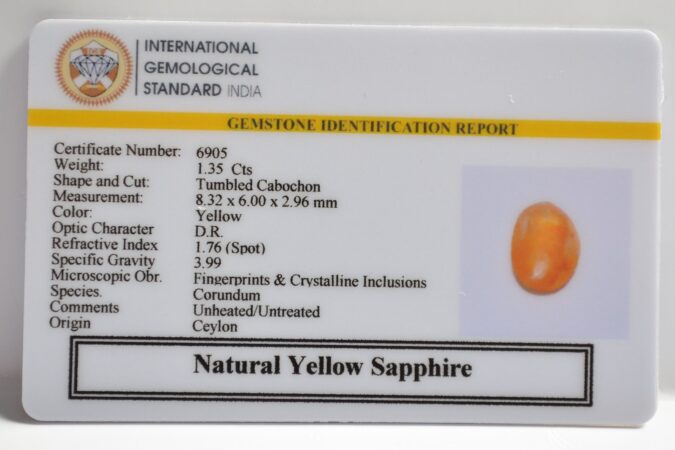 INTERNATIONAL
GEMOLOGICAL
STANDARD INDIA
GEMSTONE IDENTIFICATION REPORT
Certificate Number: 6905
Weight: 1.35 Cts
Shape and Cut: Tumbled Cabochon
Measurement: 8.32 x 6.00 x 2.96 mm
Color: Yellow
Optic Character D.R.
Refractive Index 1.76 (Spot)
Specific Gravity 3.99
Microscopic Obr. Fingerprints & Crystalline Inclusions
Species. Corundum
Comments Unheated/Untreated
Origin Ceylon
Natural Yellow Sapphire